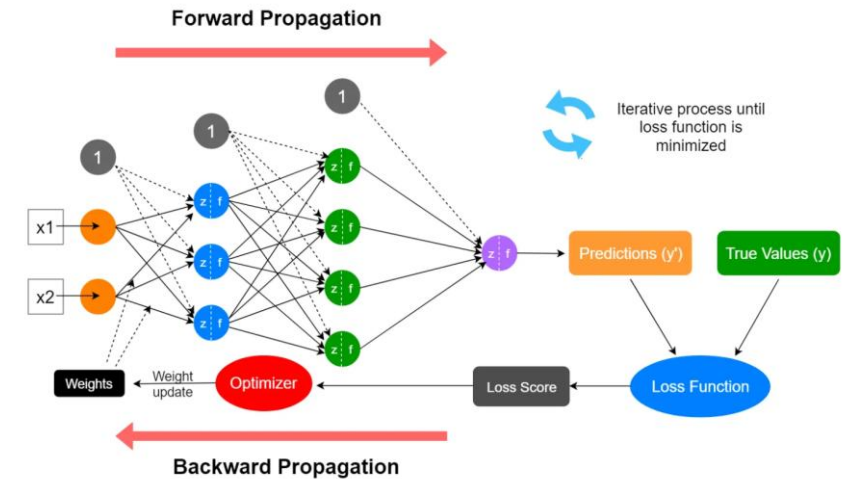 Forward Propagation
1
1
1
Iterative process until
loss function is
minimized
x1
x2
z f
z f
z f
z f
z f
z f
z f
z f
Predictions (y')
True Values (y)
Weights
Weight
update
Optimizer
Loss Score
Loss Function
Backward Propagation